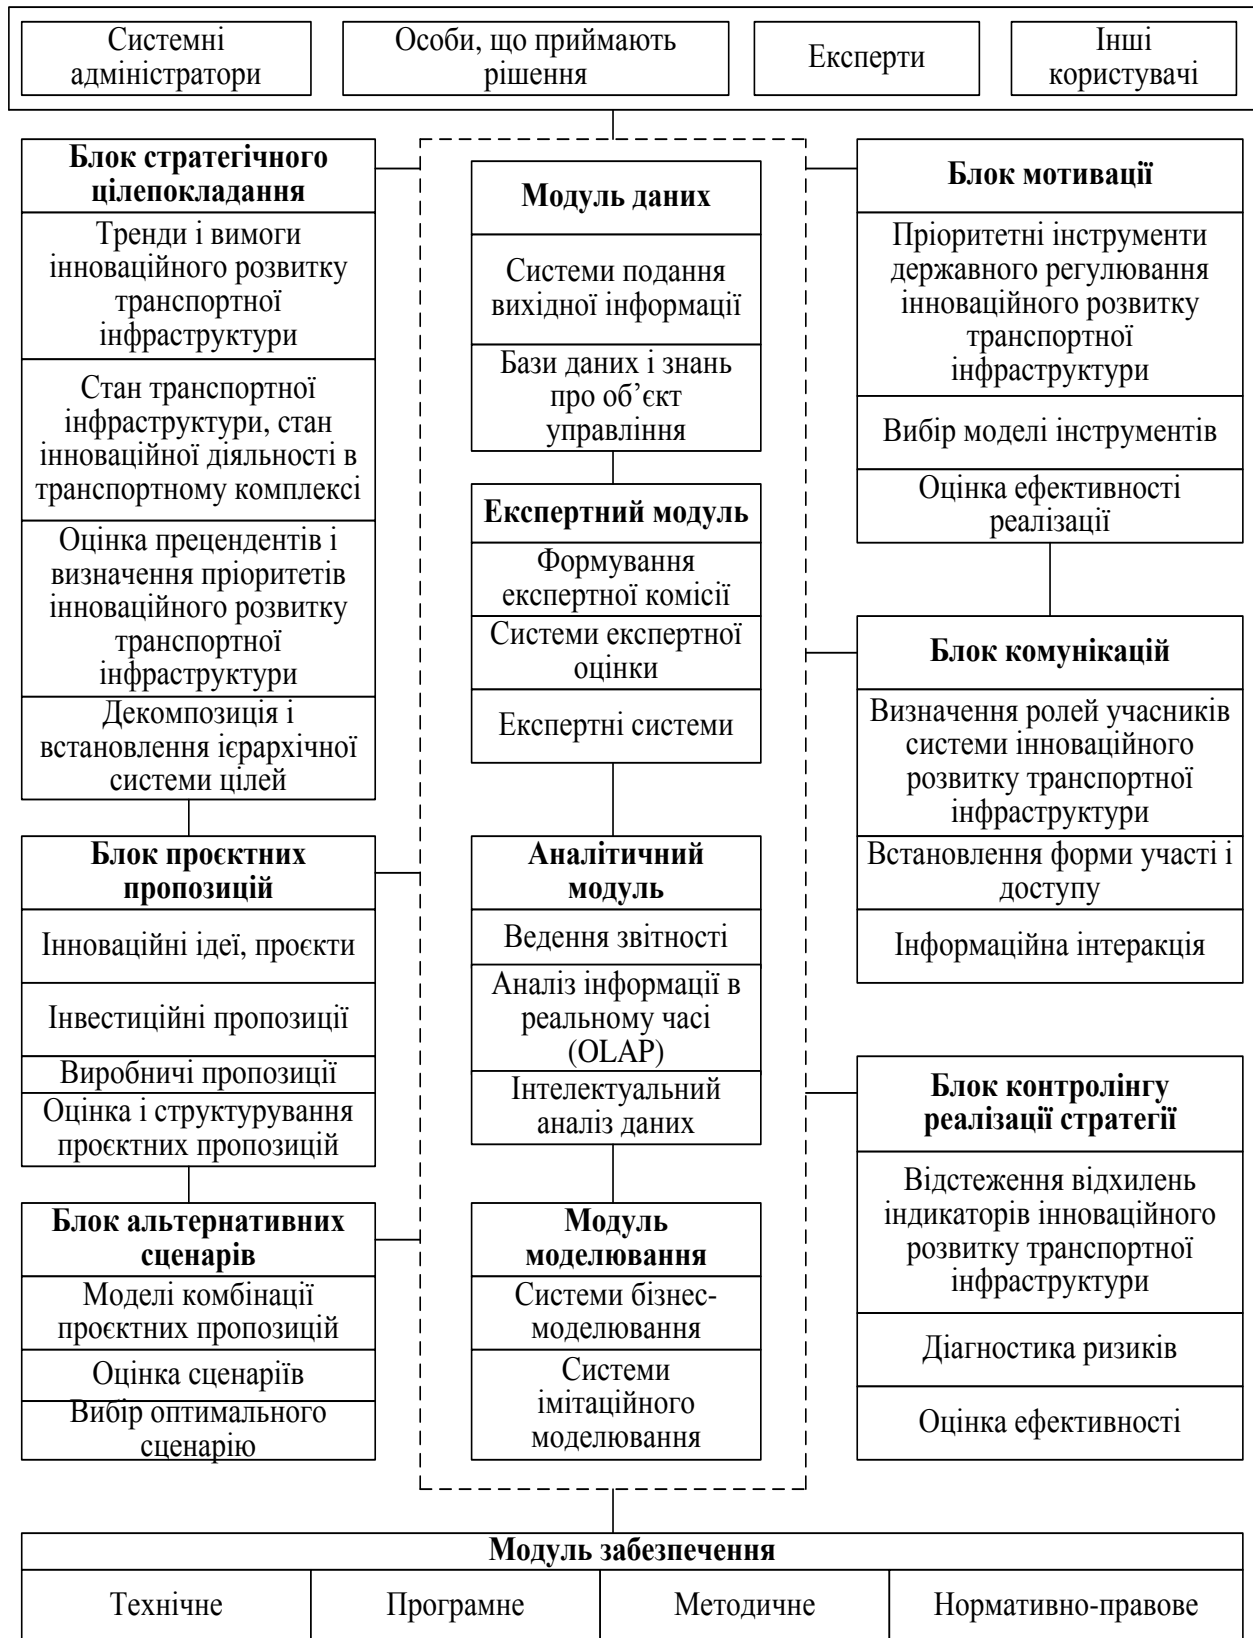 Системні
адміністратори
Особи, що приймають
рішення
Експерти
Інші
користувачі
Блок стратегічного
цілепокладання
Тренди і вимоги
інноваційного розвитку
транспортної
інфраструктури
Стан транспортної
інфраструктури, стан
інноваційної діяльності в
транспортному комплексі
Оцінка прецендентів і
визначення пріоритетів
інноваційного розвитку
транспортної
інфраструктури
Декомпозиція і
встановлення ієрархічної
системи цілей
Блок проєктних
пропозицій
Інноваційні ідеї, проєкти
Інвестиційні пропозиції
Виробничі пропозиції
Оцінка і структурування
проєктних пропозицій
Блок альтернативних
сценарів
Моделі комбінації
проєктних пропозицій
Оцінка сценаріїв
Вибір оптимального
сценарію
Модуль даних
Системи подання
вихідної інформації
Бази даних і знань
про об’єкт
управління
Експертний модуль
Формування
експертної комісії
Системи експертної
оцінки
Експертні системи
Аналітичний
модуль
Ведення звітності
Аналіз інформації в
реальному часі
(OLAP)
Інтелектуальний
аналіз даних
Модуль
моделювання
Системи бізнес-
моделювання
Системи
імітаційного
моделювання
Блок мотивації
Пріоритетні інструменти
державного регулювання
інноваційного розвитку
транспортної
інфраструктури
Вибір моделі інструментів
Оцінка ефективності
реалізації
Блок комунікацій
Визначення ролей учасників
системи інноваційного
розвитку транспортної
інфраструктури
Встановлення форми участі і
доступу
Інформаційна інтеракція
Блок контролінгу
реалізації стратегії
Відстеження відхилень
індикаторів інноваційного
розвитку транспортної
інфраструктури
Діагностика ризиків
Оцінка ефективності
Модуль забезпечення
Технічне
Програмне
Методичне
Нормативно-правове